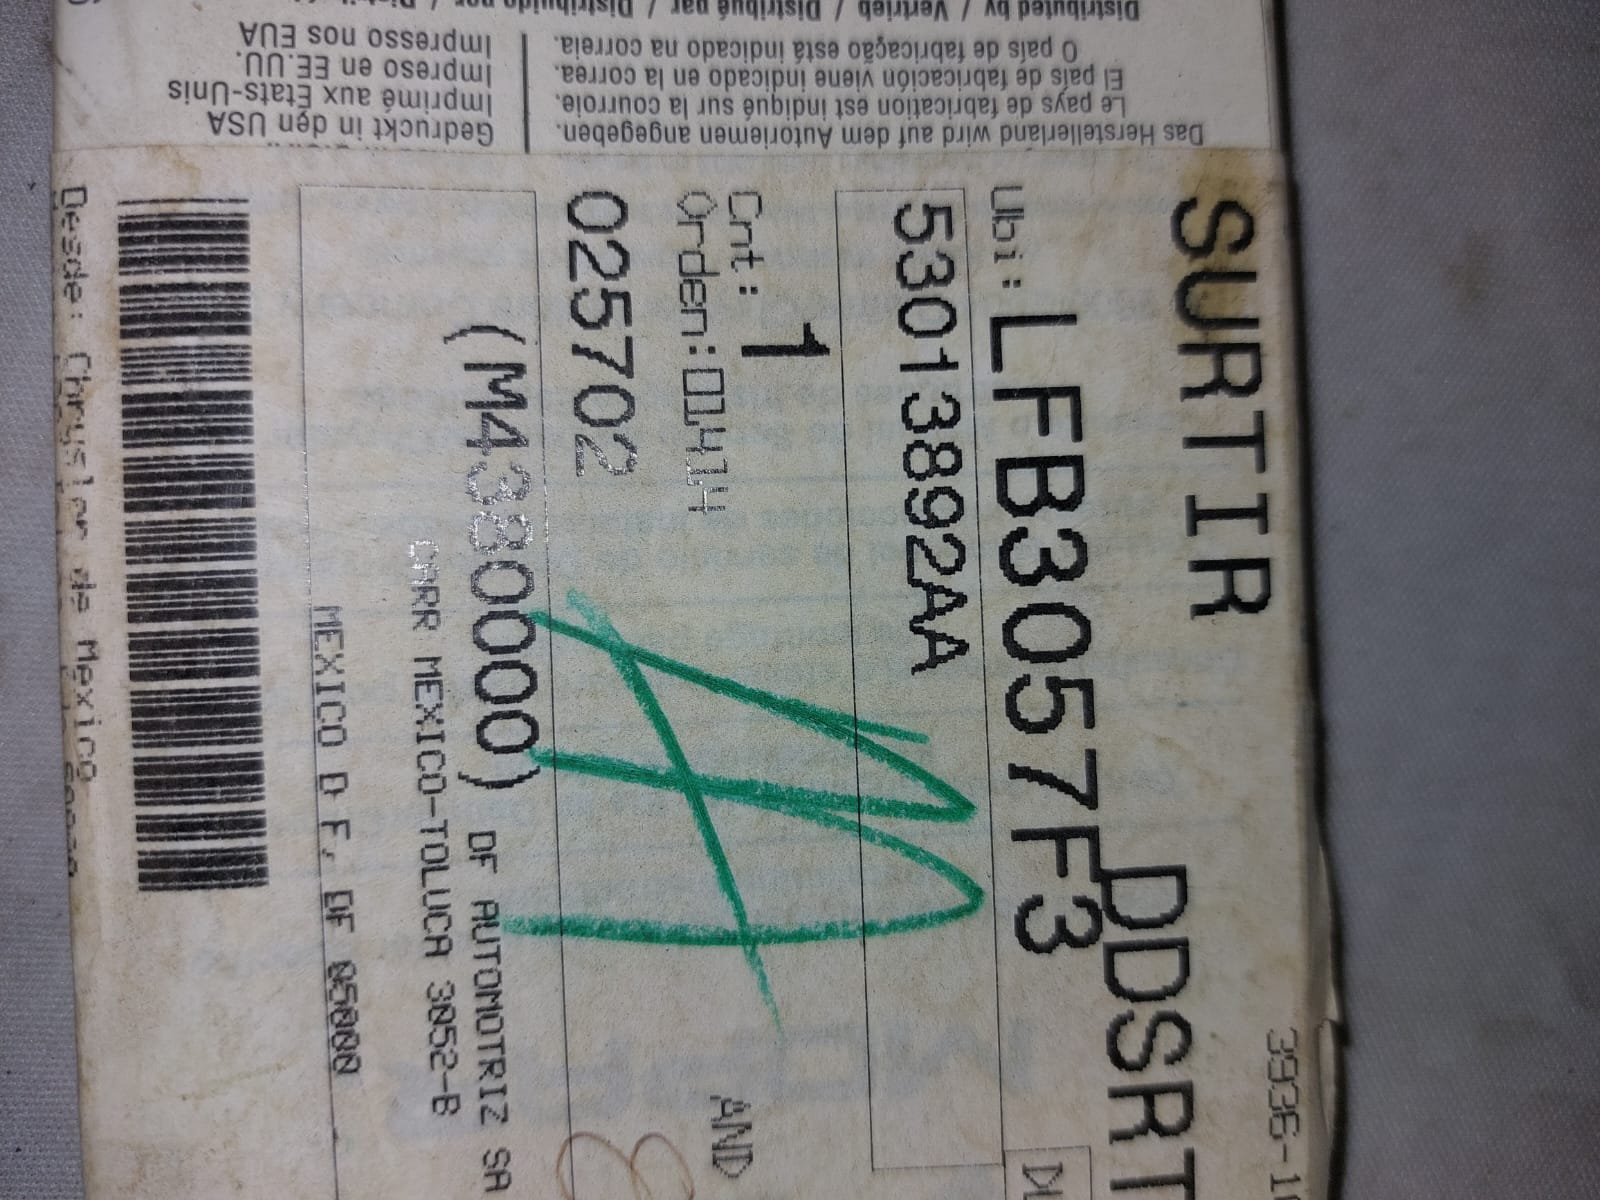 Distributed by / Vertrieb / Distribué par / Distribuido por /
Das Herstellerland wird auf dem Autoriemen angegeben.
Le pays de fabrication est indiqué sur la courroie.
El país de fabricación viene indicado en la correa.
O país de fabricação está indicado na correia.
Gedruckt in den USA
Imprimé aux États-Unis
Impreso en EE.UU.
Impresso nos EUA
3936-
SURTIR
DDSRT
Ubi: LFB3057F3
53013892AA
Cnt: 1
Orden: 01414 AND
025702
(M4380000) DF AUTOMOTRIZ SA
CARR MEXICO-TOLUCA 3052-B
MEXICO D F, DF 05000
Desde: Chrysler de Mexico